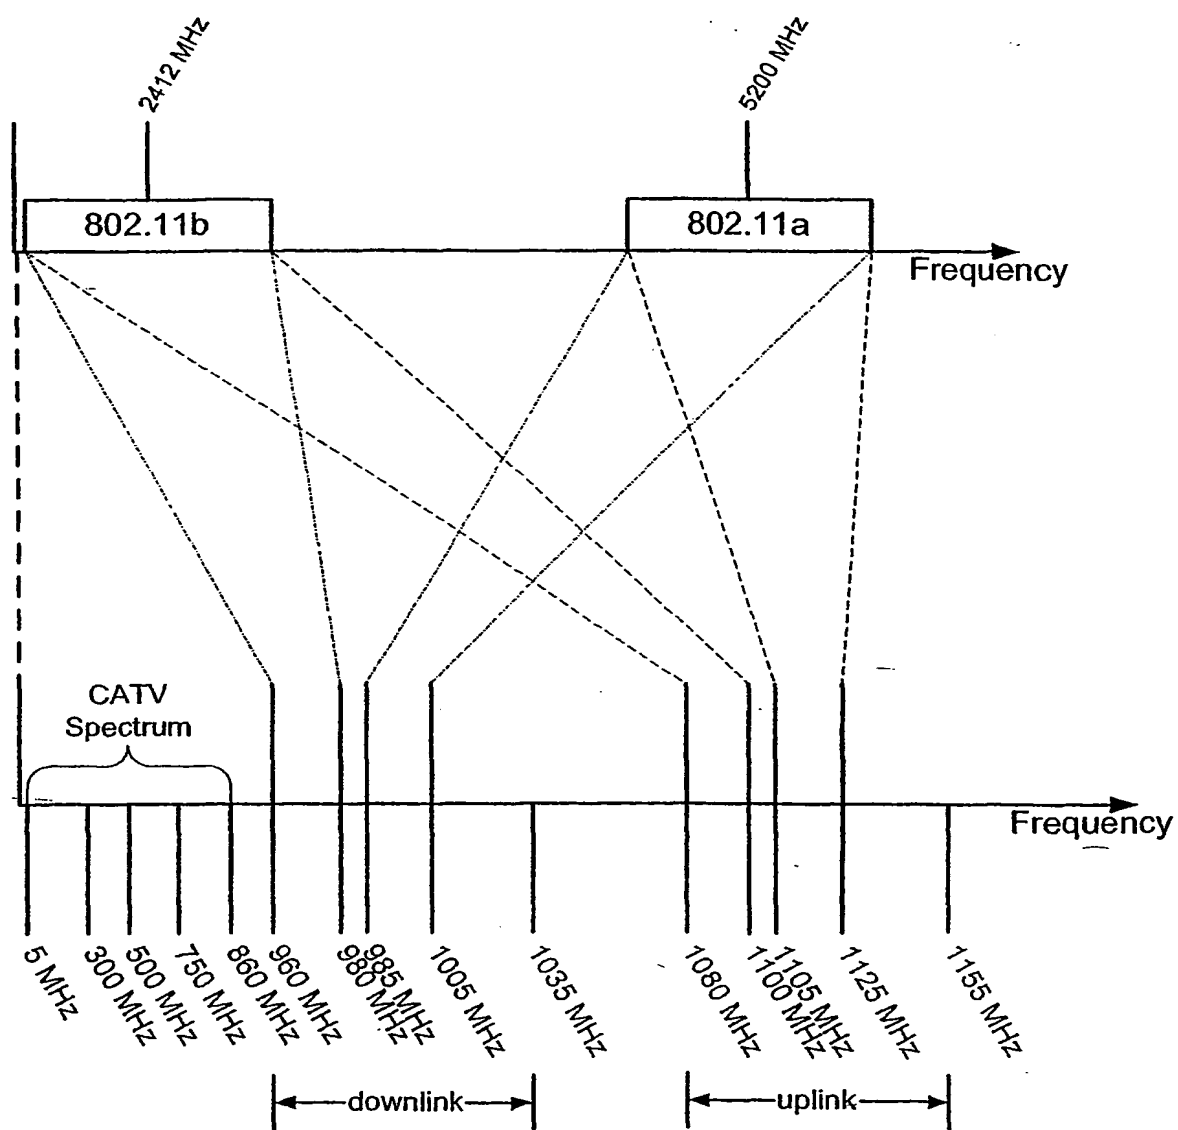 2412 MHz
5200 MHz
802.11b
802.11a
Frequency
CATV
Spectrum
Frequency
5 MHz
300 MHz
500 MHz
750 MHz
860 MHz
960 MHz
980 MHz
985 MHz
1005 MHz
1035 MHz
1080 MHz
1100 MHz
1105 MHz
1125 MHz
1155 MHz
downlink
uplink